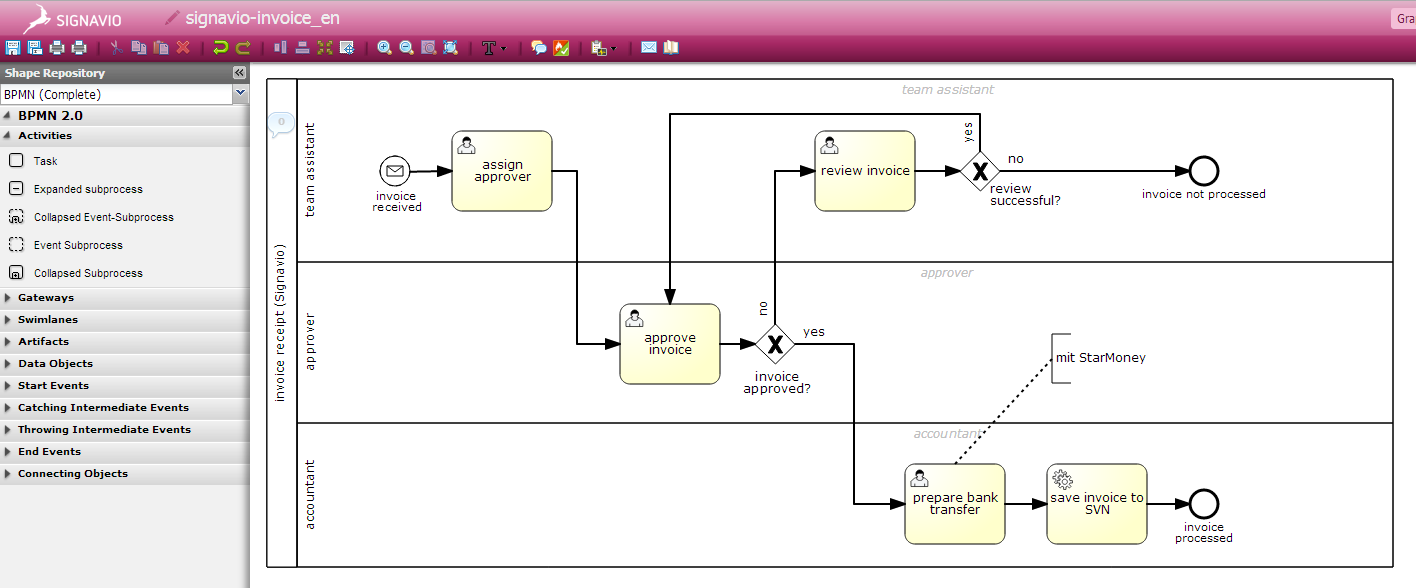 SIGNAVIO
signavio-invoice_en
Gra
T
Shape Repository
BPMN (Complete)
BPMN 2.0
Activities
Task
Expanded subprocess
Collapsed Event-Subprocess
Event Subprocess
Collapsed Subprocess
Gateways
Swimlanes
Artifacts
Data Objects
Start Events
Catching Intermediate Events
Throwing Intermediate Events
End Events
Connecting Objects
0
invoice receipt (Signavio)
team assistant
team assistant
invoice
received
assign
approver
review invoice
yes
X
no
review
successful?
invoice not processed
approver
approver
approve
invoice
no
X
yes
invoice
approved?
mit StarMoney
accountant
accountant
prepare bank
transfer
save invoice to
SVN
invoice
processed